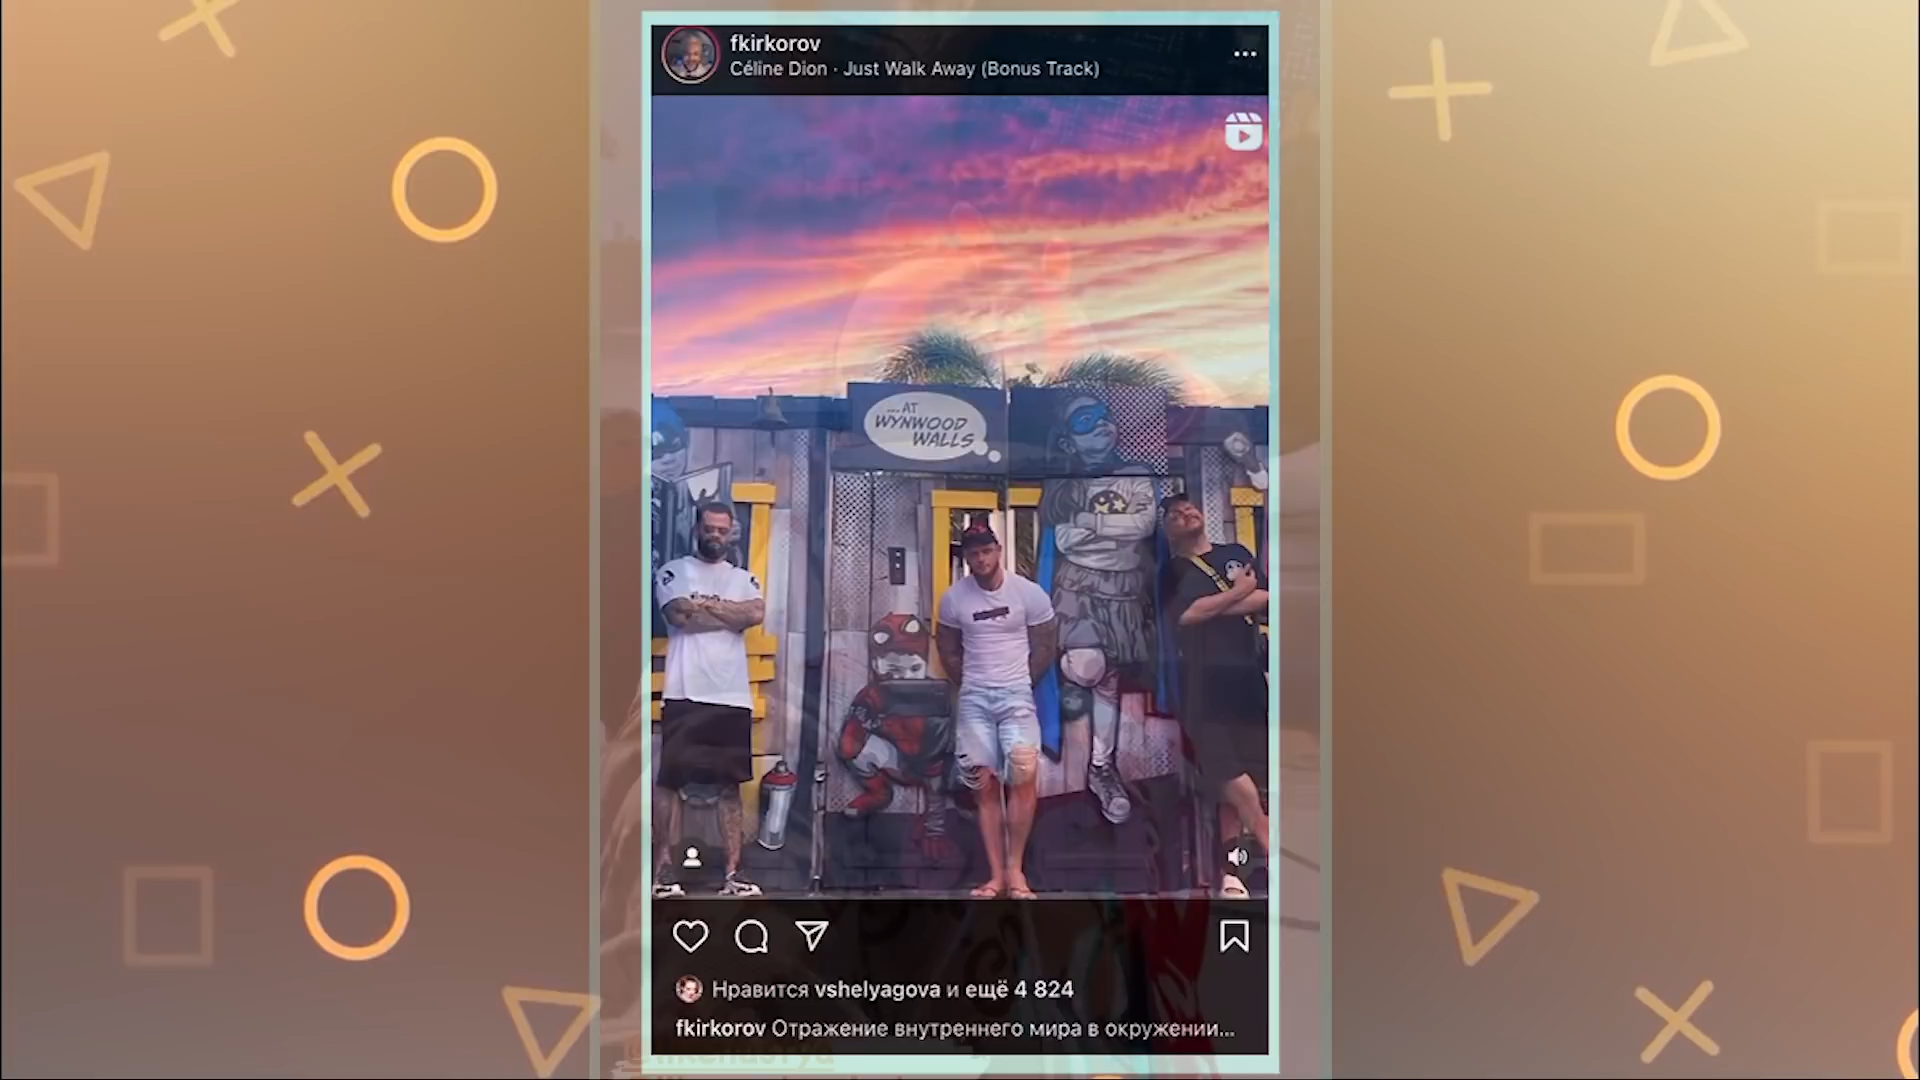 fkirkorov
Céline Dion · Just Walk Away (Bonus Track)
...AT
WYNWOOD
WALLS
Нравится vshelyagova и ещё 4 824
fkirkorov Отражение внутреннего мира в окружении...